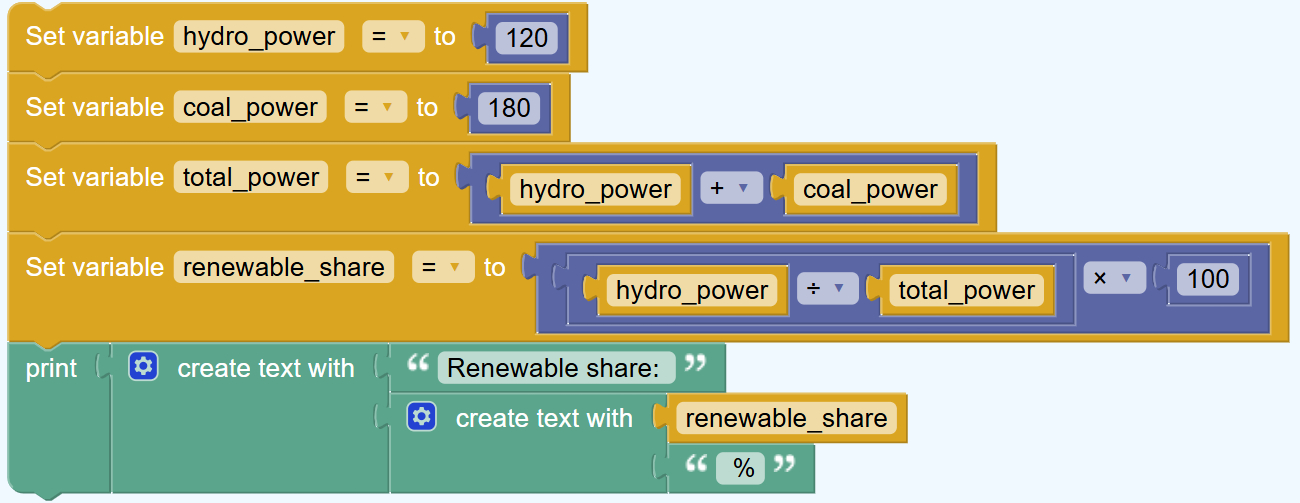 Set variable hydro_power = to 120
Set variable coal_power = to 180
Set variable total_power = to hydro_power + coal_power
Set variable renewable_share = to hydro_power ÷ total_power × 100
print create text with “ Renewable share: ”
create text with renewable_share
“ % ”